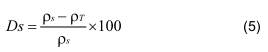 Ds = (ρs − ρT) / ρs × 100 (5)